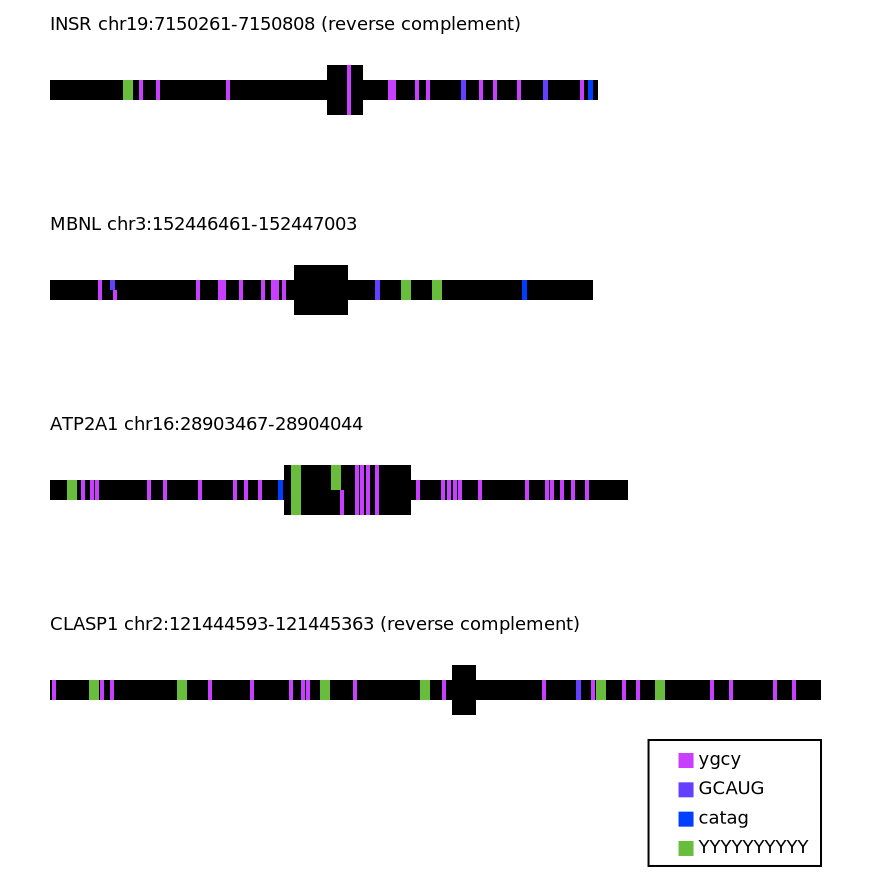 INSR chr19:7150261-7150808 (reverse complement)
MBNL chr3:152446461-152447003
ATP2A1 chr16:28903467-28904044
CLASP1 chr2:121444593-121445363 (reverse complement)
ygcy
GCAUG
catag
YYYYYYYYYY